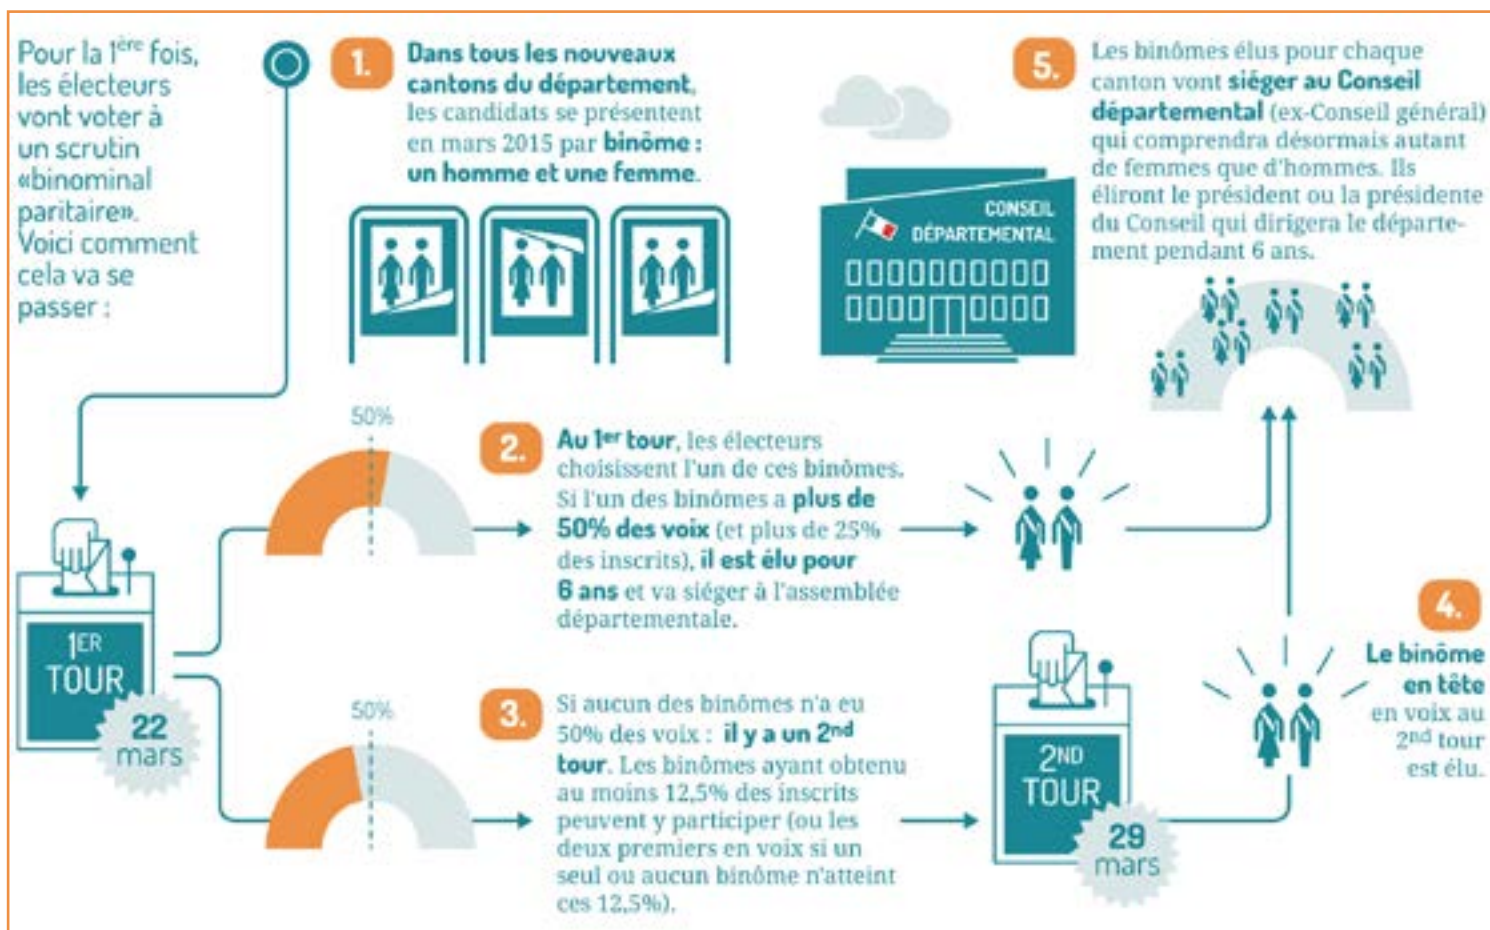 Pour la 1ère fois,
les électeurs
vont voter à
un scrutin
«binominal
paritaire».
Voici comment
cela va se
passer :
1.
Dans tous les nouveaux
cantons du département,
les candidats se présentent
en mars 2015 par binôme :
un homme et une femme.
50%
2.
Au 1er tour, les électeurs
choisissent l'un de ces binômes.
Si l'un des binômes a plus de
50% des voix (et plus de 25%
des inscrits), il est élu pour
6 ans et va siéger à l'assemblée
départementale.
1ER
TOUR
22
mars
50%
3.
Si aucun des binômes n'a eu
50% des voix : il y a un 2nd
tour. Les binômes ayant obtenu
au moins 12,5% des inscrits
peuvent y participer (ou les
deux premiers en voix si un
seul ou aucun binôme n'atteint
ces 12,5%).
2ND
TOUR
29
mars
4.
Le binôme
en tête
en voix au
2nd tour
est élu.
5.
Les binômes élus pour chaque
canton vont siéger au Conseil
départemental (ex-Conseil général)
qui comprendra désormais autant
de femmes que d'hommes. Ils
éliront le président ou la présidente
du Conseil qui dirigera le départe-
ment pendant 6 ans.
CONSEIL
DÉPARTEMENTAL